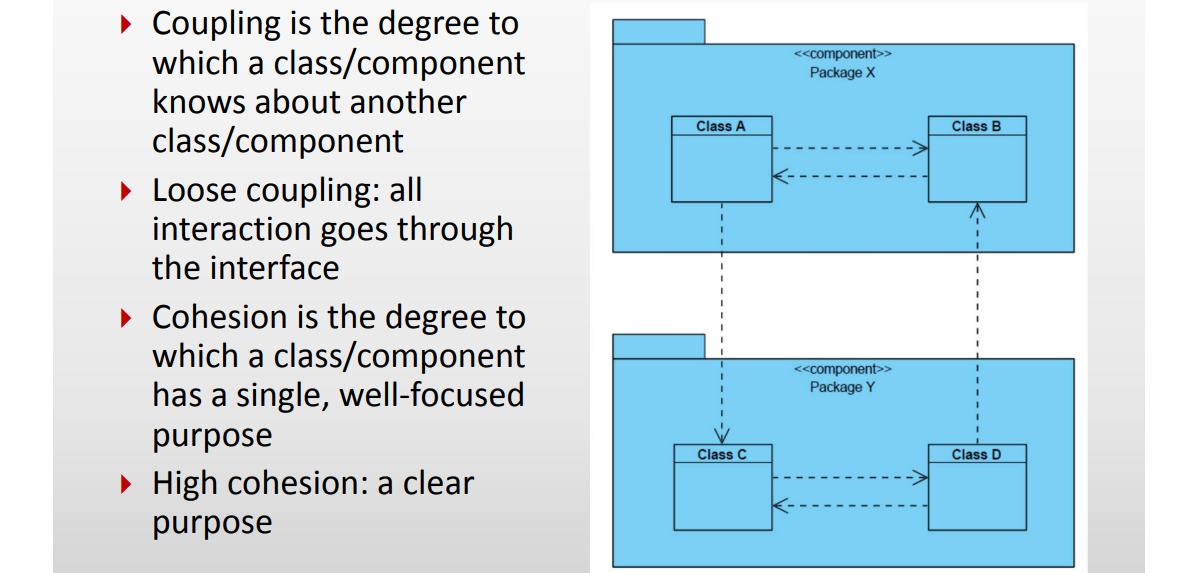 Coupling is the degree to
which a class/component
knows about another
class/component
Loose coupling: all
interaction goes through
the interface
Cohesion is the degree to
which a class/component
has a single, well-focused
purpose
High cohesion: a clear
purpose
<<component>>
Package X
Class A
Class B
<<component>>
Package Y
Class C
Class D